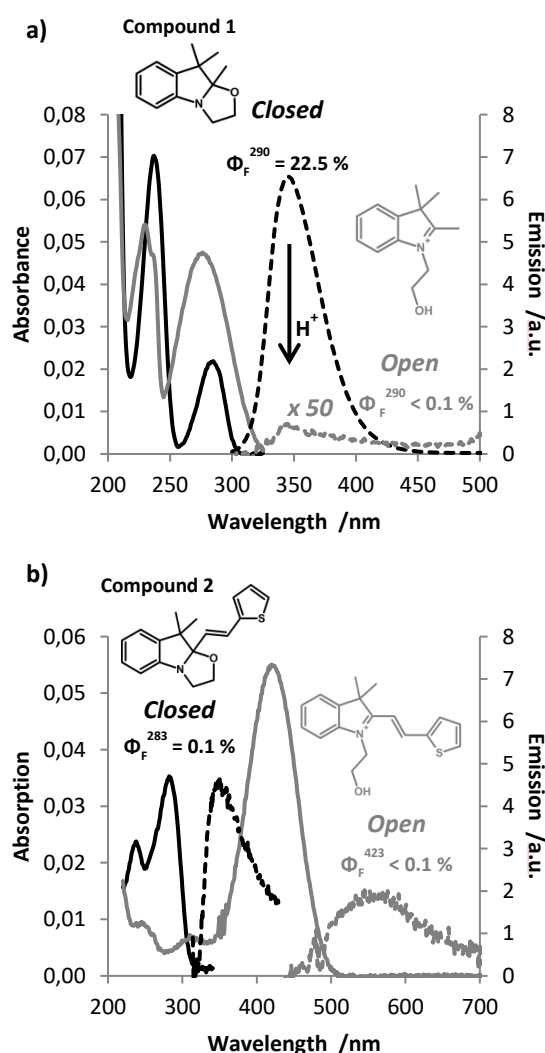 a)
Compound 1
N
O
Closed
Φ_F^290 = 22.5 %
H+
N+
OH
Open
Φ_F^290 < 0.1 %
x 50
0,08
0,07
0,06
0,05
0,04
0,03
0,02
0,01
0,00
Absorbance
8
7
6
5
4
3
2
1
0
Emission /a.u.
200 250 300 350 400 450 500
Wavelength /nm
b)
Compound 2
S
N
O
Closed
Φ_F^283 = 0.1 %
S
N+
OH
Open
Φ_F^423 < 0.1 %
0,06
0,05
0,04
0,03
0,02
0,01
0,00
Absorption
8
7
6
5
4
3
2
1
0
Emission /a.u.
200 300 400 500 600 700
Wavelength /nm